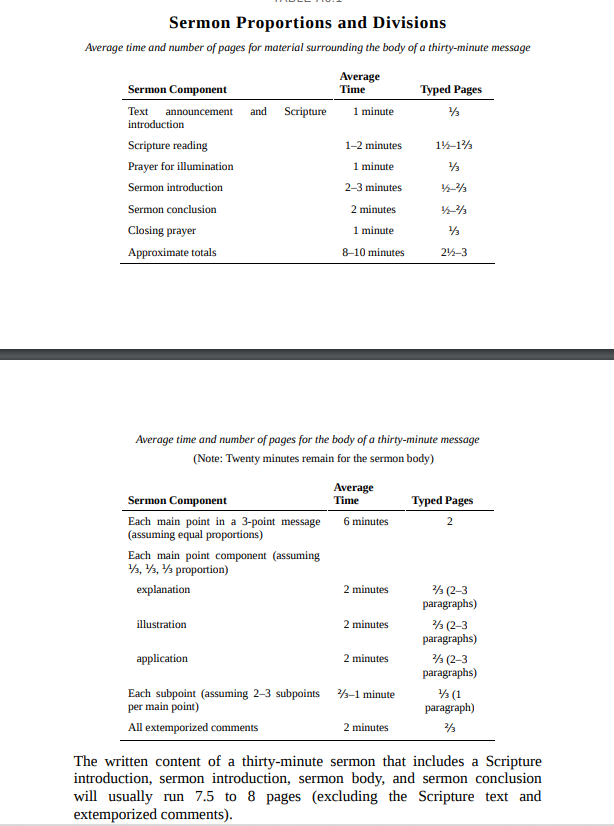 Sermon Proportions and Divisions
Average time and number of pages for material surrounding the body of a thirty-minute message
Sermon Component Average Time Typed Pages
Text announcement and Scripture introduction 1 minute ⅓
Scripture reading 1–2 minutes 1½–1⅔
Prayer for illumination 1 minute ⅓
Sermon introduction 2–3 minutes ½–⅔
Sermon conclusion 2 minutes ½–⅔
Closing prayer 1 minute ⅓
Approximate totals 8–10 minutes 2½–3
Average time and number of pages for the body of a thirty-minute message
(Note: Twenty minutes remain for the sermon body)
Sermon Component Average Time Typed Pages
Each main point in a 3-point message (assuming equal proportions) 6 minutes 2
Each main point component (assuming ⅓, ⅓, ⅓ proportion)
explanation 2 minutes ⅔ (2–3 paragraphs)
illustration 2 minutes ⅔ (2–3 paragraphs)
application 2 minutes ⅔ (2–3 paragraphs)
Each subpoint (assuming 2–3 subpoints per main point) ⅔–1 minute ⅓ (1 paragraph)
All extemporized comments 2 minutes ⅔
The written content of a thirty-minute sermon that includes a Scripture
introduction, sermon introduction, sermon body, and sermon conclusion
will usually run 7.5 to 8 pages (excluding the Scripture text and
extemporized comments).